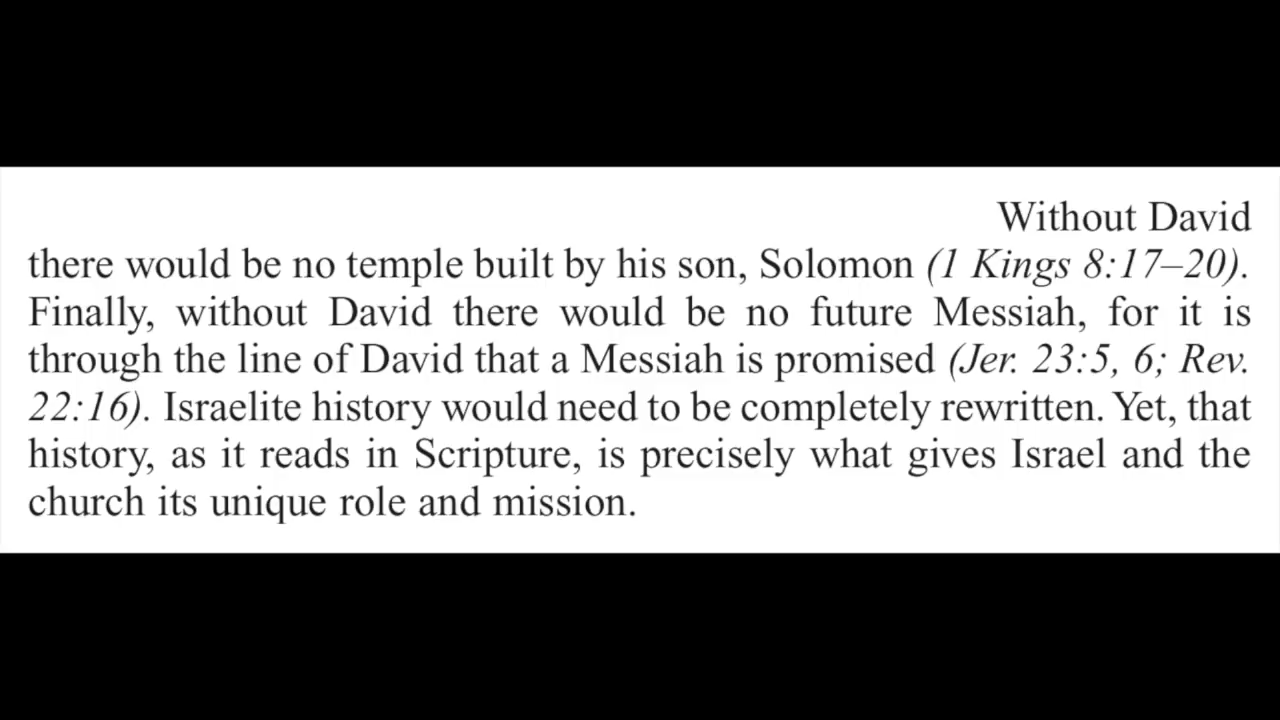 Without David
there would be no temple built by his son, Solomon (1 Kings 8:17–20).
Finally, without David there would be no future Messiah, for it is
through the line of David that a Messiah is promised (Jer. 23:5, 6; Rev.
22:16). Israelite history would need to be completely rewritten. Yet, that
history, as it reads in Scripture, is precisely what gives Israel and the
church its unique role and mission.